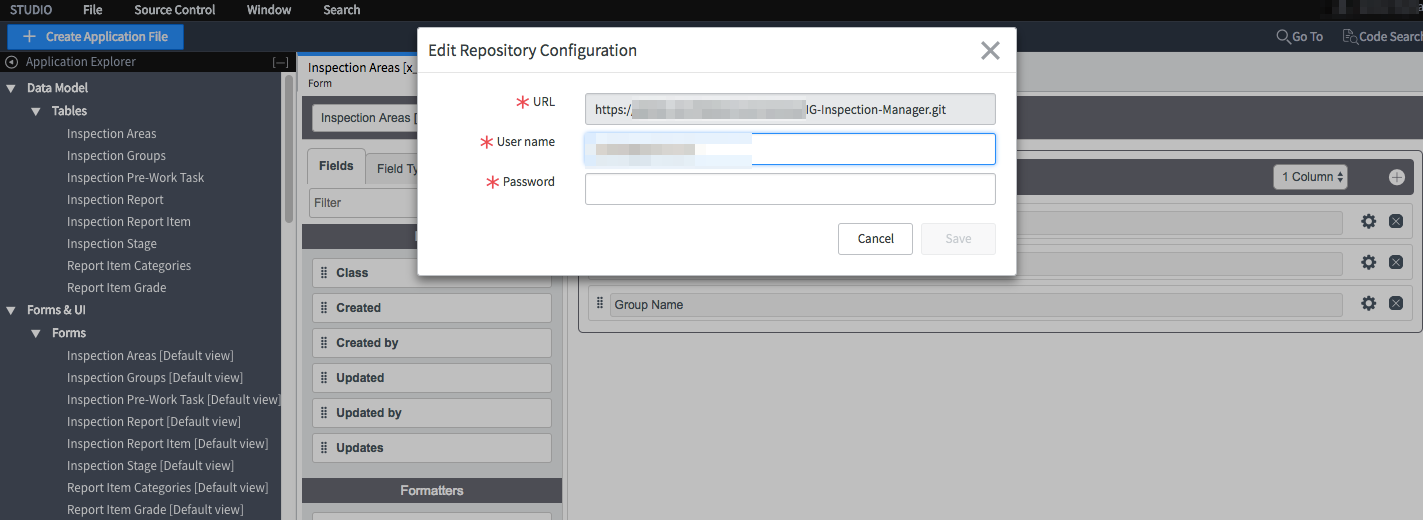 STUDIO File Source Control Window Search
Create Application File
Go To Code Search
Application Explorer [—]
Data Model
Tables
Inspection Areas
Inspection Groups
Inspection Pre-Work Task
Inspection Report
Inspection Report Item
Inspection Stage
Report Item Categories
Report Item Grade
Forms & UI
Forms
Inspection Areas [Default view]
Inspection Groups [Default view]
Inspection Pre-Work Task [Default view]
Inspection Report [Default view]
Inspection Report Item [Default view]
Inspection Stage [Default view]
Report Item Categories [Default view]
Report Item Grade [Default view]
Inspection Areas [x_
Form
Inspection Areas [
Fields Field Ty
Filter
Class
Created
Created by
Updated
Updated by
Updates
Formatters
Edit Repository Configuration
URL https:/ IG-Inspection-Manager.git
User name
Password
Cancel Save
1 Column
Group Name